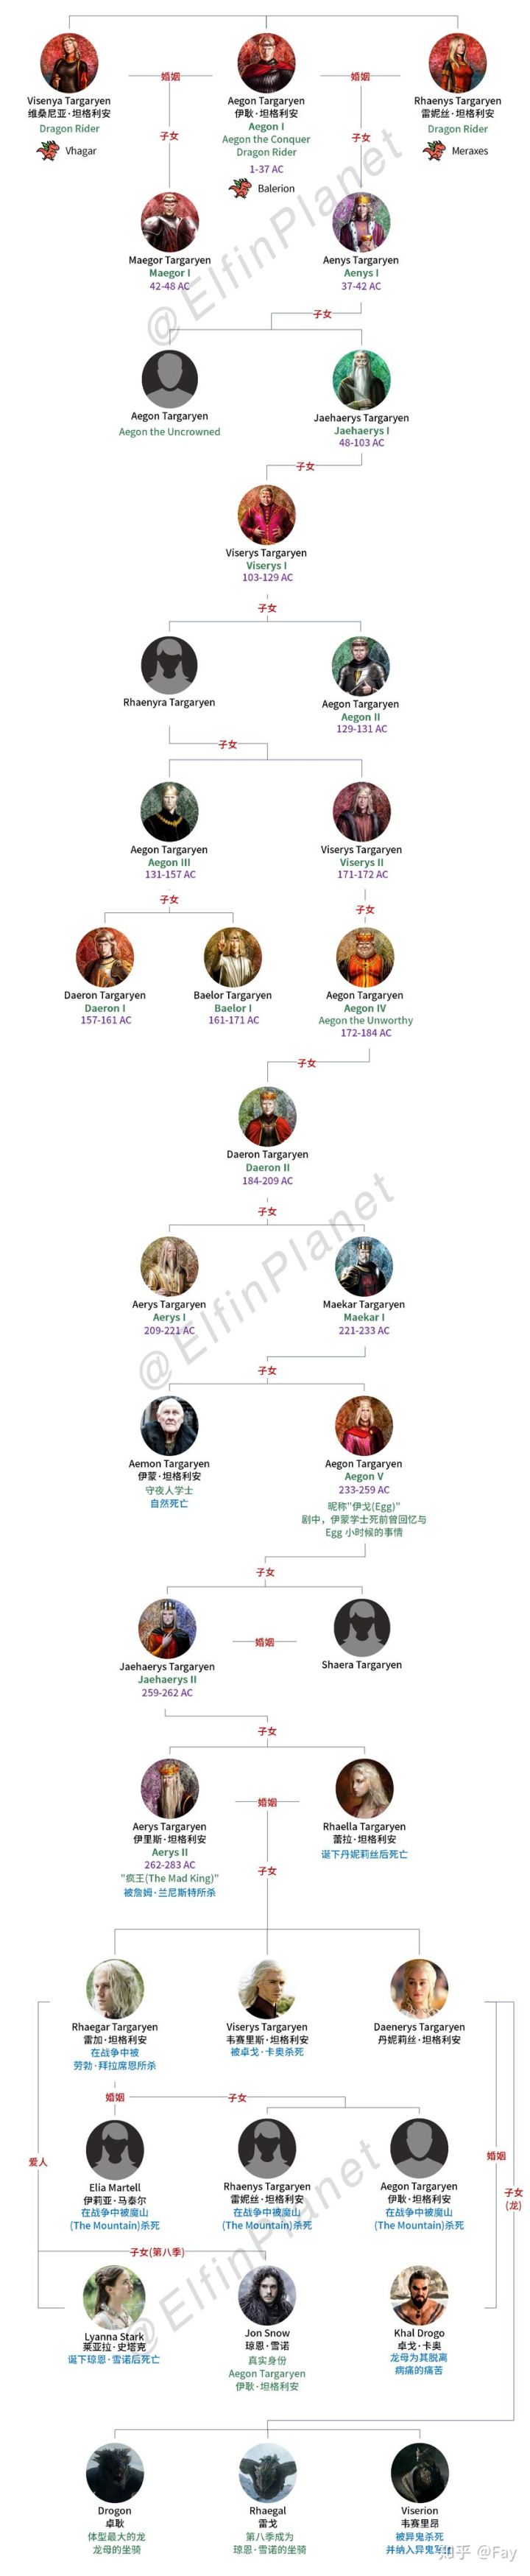 Visenya Targaryen
维桑尼亚·坦格利安
Dragon Rider
Vhagar
婚姻
Aegon Targaryen
伊耿·坦格利安
Aegon I
Aegon the Conquer
Dragon Rider
1-37 AC
Balerion
婚姻
Rhaenys Targaryen
雷妮丝·坦格利安
Dragon Rider
Meraxes
子女
子女
@ElfinPlanet
Maegor Targaryen
Maegor I
42-48 AC
Aenys Targaryen
Aenys I
37-42 AC
子女
Aegon Targaryen
Aegon the Uncrowned
Jaehaerys Targaryen
Jaehaerys I
48-103 AC
子女
Viserys Targaryen
Viserys I
103-129 AC
子女
Rhaenyra Targaryen
Aegon Targaryen
Aegon II
129-131 AC
子女
Aegon Targaryen
Aegon III
131-157 AC
Viserys Targaryen
Viserys II
171-172 AC
子女
子女
Daeron Targaryen
Daeron I
157-161 AC
Baelor Targaryen
Baelor I
161-171 AC
Aegon Targaryen
Aegon IV
Aegon the Unworthy
172-184 AC
子女
Daeron Targaryen
Daeron II
184-209 AC
子女
@ElfinPlanet
Aerys Targaryen
Aerys I
209-221 AC
Maekar Targaryen
Maekar I
221-233 AC
子女
Aemon Targaryen
伊蒙·坦格利安
守夜人学士
自然死亡
Aegon Targaryen
Aegon V
233-259 AC
昵称"伊戈(Egg)"
剧中，伊蒙学士死前曾回忆与
Egg 小时候的事情
子女
Jaehaerys Targaryen
Jaehaerys II
259-262 AC
婚姻
Shaera Targaryen
子女
Aerys Targaryen
伊里斯·坦格利安
Aerys II
262-283 AC
"疯王(The Mad King)"
被詹姆·兰尼斯特所杀
婚姻
Rhaella Targaryen
蕾拉·坦格利安
诞下丹妮莉丝后死亡
子女
Rhaegar Targaryen
雷加·坦格利安
在战争中被
劳勃·拜拉席恩所杀
Viserys Targaryen
韦赛里斯·坦格利安
被卓戈·卡奥杀死
Daenerys Targaryen
丹妮莉丝·坦格利安
婚姻
子女
爱人
婚姻
子女
(龙)
Elia Martell
伊莉亚·马泰尔
在战争中被魔山
(The Mountain)杀死
Rhaenys Targaryen
雷妮丝·坦格利安
在战争中被魔山
(The Mountain)杀死
Aegon Targaryen
伊耿·坦格利安
在战争中被魔山
(The Mountain)杀死
子女(第八季)
@ElfinPlanet
Lyanna Stark
莱亚拉·史塔克
诞下琼恩·雪诺后死亡
Jon Snow
琼恩·雪诺
真实身份
Aegon Targaryen
伊耿·坦格利安
Khal Drogo
卓戈·卡奥
龙母为其脱离
病痛的痛苦
Drogon
卓耿
体型最大的龙
龙母的坐骑
Rhaegal
雷戈
第八季成为
琼恩·雪诺的坐骑
Viserion
韦赛里昂
被异鬼杀死
并纳入异鬼
知乎 @Fay